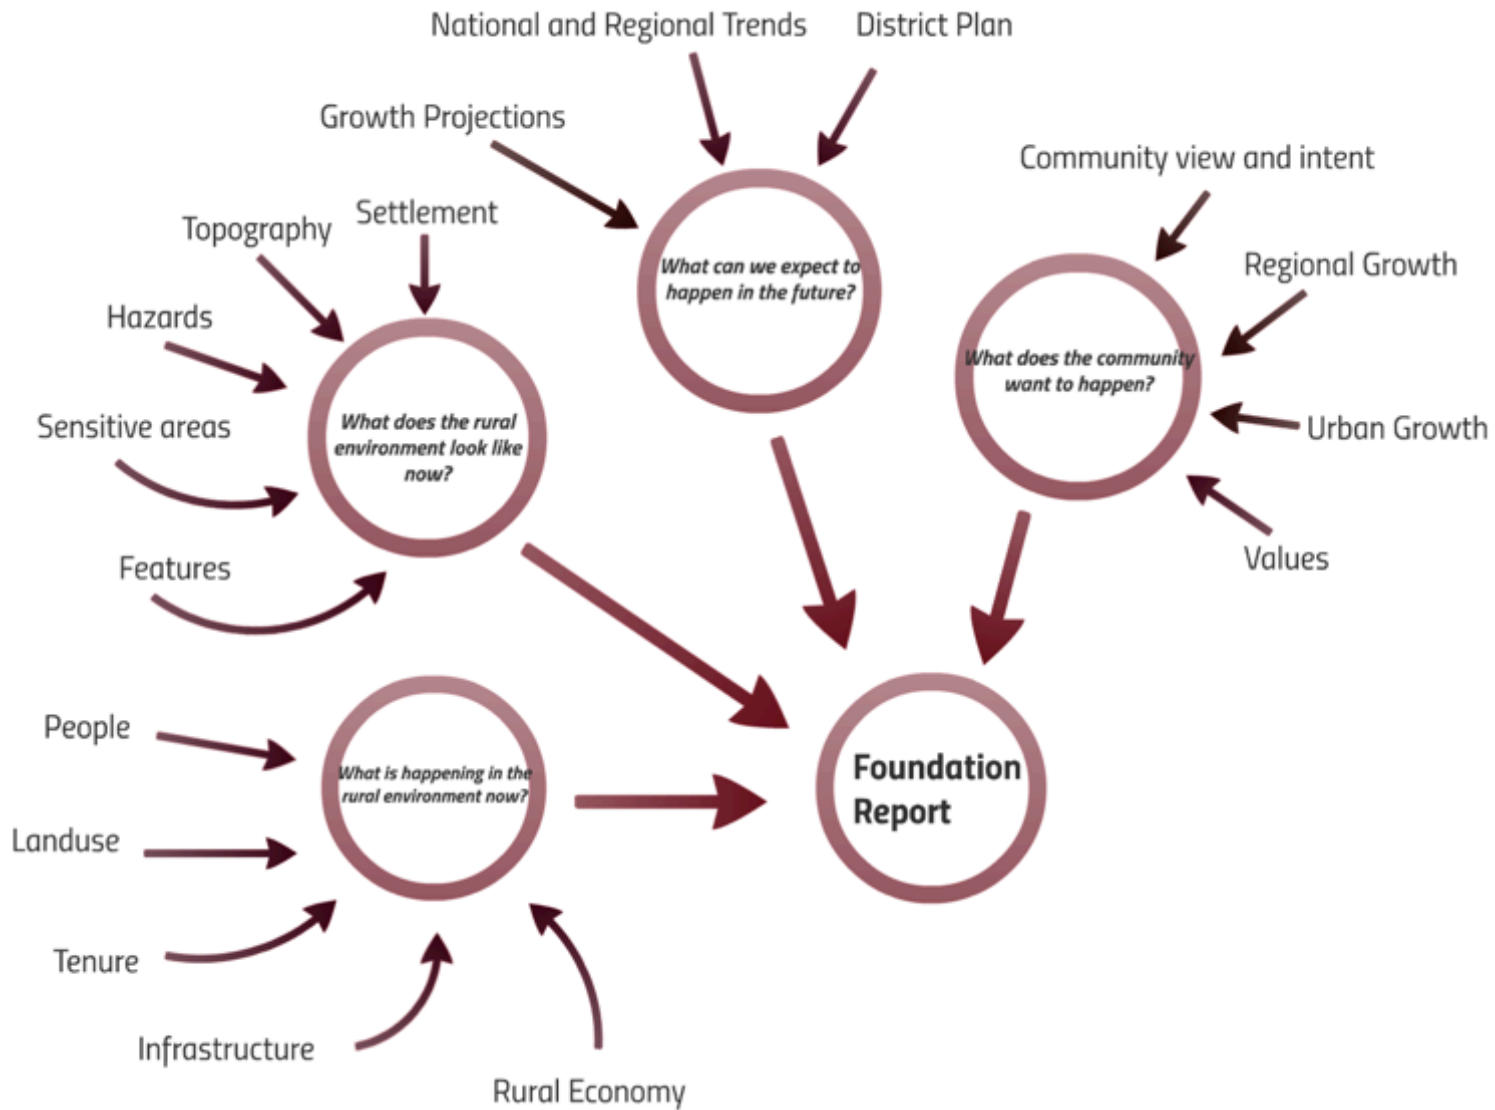 National and Regional Trends
District Plan
Growth Projections
Community view and intent
Settlement
Topography
Regional Growth
What can we expect to
happen in the future?
Hazards
What does the community
want to happen?
Sensitive areas
What does the rural
environment look like
now?
Urban Growth
Values
Features
People
What is happening in the
rural environment now?
Foundation
Report
Landuse
Tenure
Infrastructure
Rural Economy